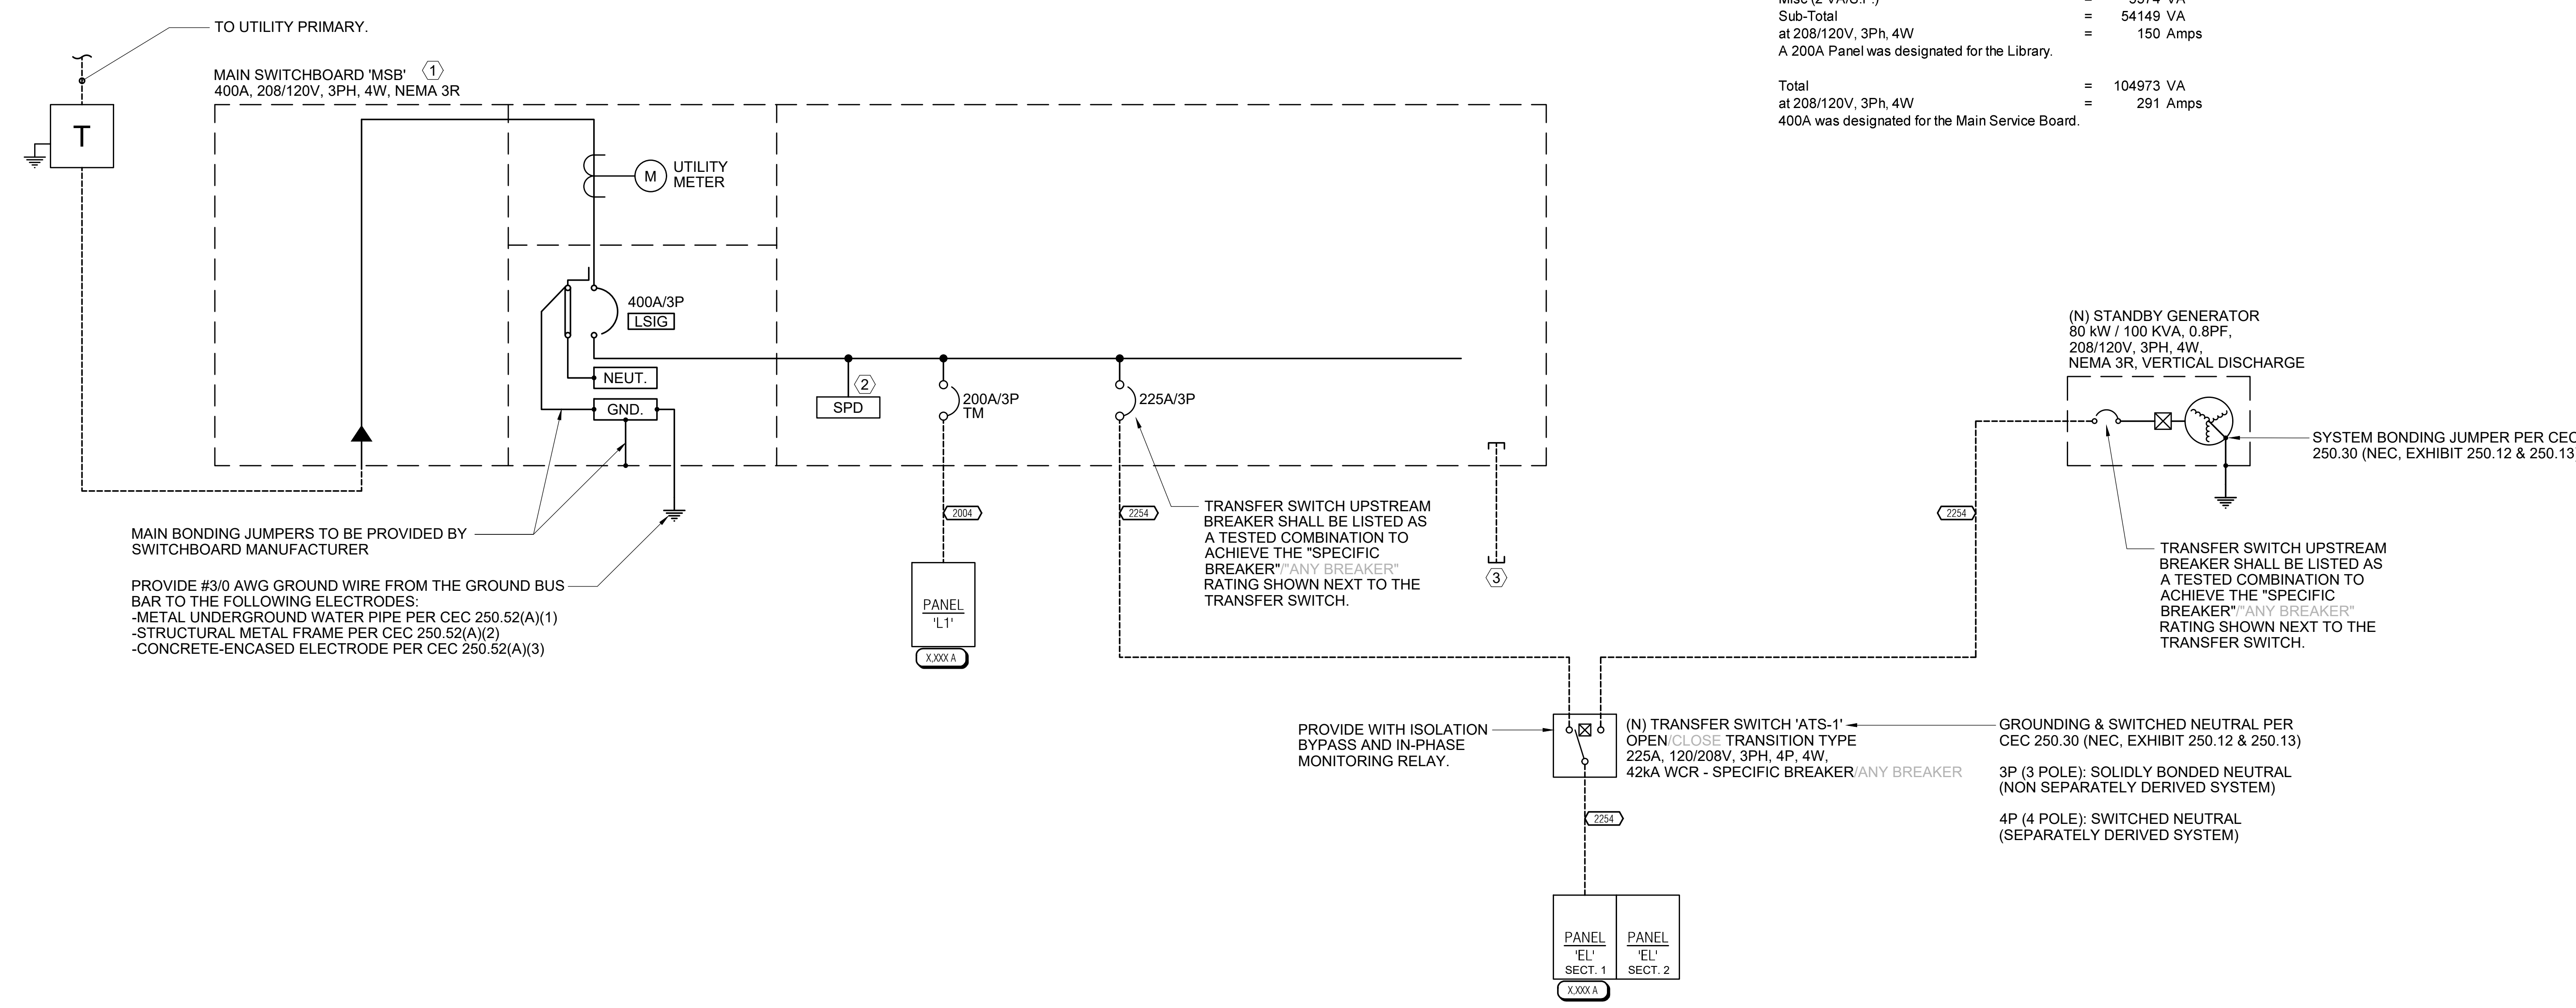 TO UTILITY PRIMARY.
Sub-Total = 54149 VA
at 208/120V, 3Ph, 4W = 150 Amps
A 200A Panel was designated for the Library.
Total = 104973 VA
at 208/120V, 3Ph, 4W = 291 Amps
400A was designated for the Main Service Board.
MAIN SWITCHBOARD 'MSB' 1
400A, 208/120V, 3PH, 4W, NEMA 3R
T
M
UTILITY
METER
400A/3P
LSIG
NEUT.
GND.
2
SPD
200A/3P
TM
225A/3P
(N) STANDBY GENERATOR
80 kW / 100 KVA, 0.8PF,
208/120V, 3PH, 4W,
NEMA 3R, VERTICAL DISCHARGE
SYSTEM BONDING JUMPER PER CEC
250.30 (NEC, EXHIBIT 250.12 & 250.13
MAIN BONDING JUMPERS TO BE PROVIDED BY
SWITCHBOARD MANUFACTURER
PROVIDE #3/0 AWG GROUND WIRE FROM THE GROUND BUS
BAR TO THE FOLLOWING ELECTRODES:
-METAL UNDERGROUND WATER PIPE PER CEC 250.52(A)(1)
-STRUCTURAL METAL FRAME PER CEC 250.52(A)(2)
-CONCRETE-ENCASED ELECTRODE PER CEC 250.52(A)(3)
2004
PANEL
'L1'
X,XXX A
2254
TRANSFER SWITCH UPSTREAM
BREAKER SHALL BE LISTED AS
A TESTED COMBINATION TO
ACHIEVE THE "SPECIFIC
BREAKER"/"ANY BREAKER"
RATING SHOWN NEXT TO THE
TRANSFER SWITCH.
3
2254
TRANSFER SWITCH UPSTREAM
BREAKER SHALL BE LISTED AS
A TESTED COMBINATION TO
ACHIEVE THE "SPECIFIC
BREAKER"/"ANY BREAKER"
RATING SHOWN NEXT TO THE
TRANSFER SWITCH.
PROVIDE WITH ISOLATION
BYPASS AND IN-PHASE
MONITORING RELAY.
(N) TRANSFER SWITCH 'ATS-1'
OPEN/CLOSE TRANSITION TYPE
225A, 120/208V, 3PH, 4P, 4W,
42kA WCR - SPECIFIC BREAKER/ANY BREAKER
GROUNDING & SWITCHED NEUTRAL PER
CEC 250.30 (NEC, EXHIBIT 250.12 & 250.13)
3P (3 POLE): SOLIDLY BONDED NEUTRAL
(NON SEPARATELY DERIVED SYSTEM)
4P (4 POLE): SWITCHED NEUTRAL
(SEPARATELY DERIVED SYSTEM)
2254
PANEL
'EL'
SECT. 1
PANEL
'EL'
SECT. 2
X,XXX A